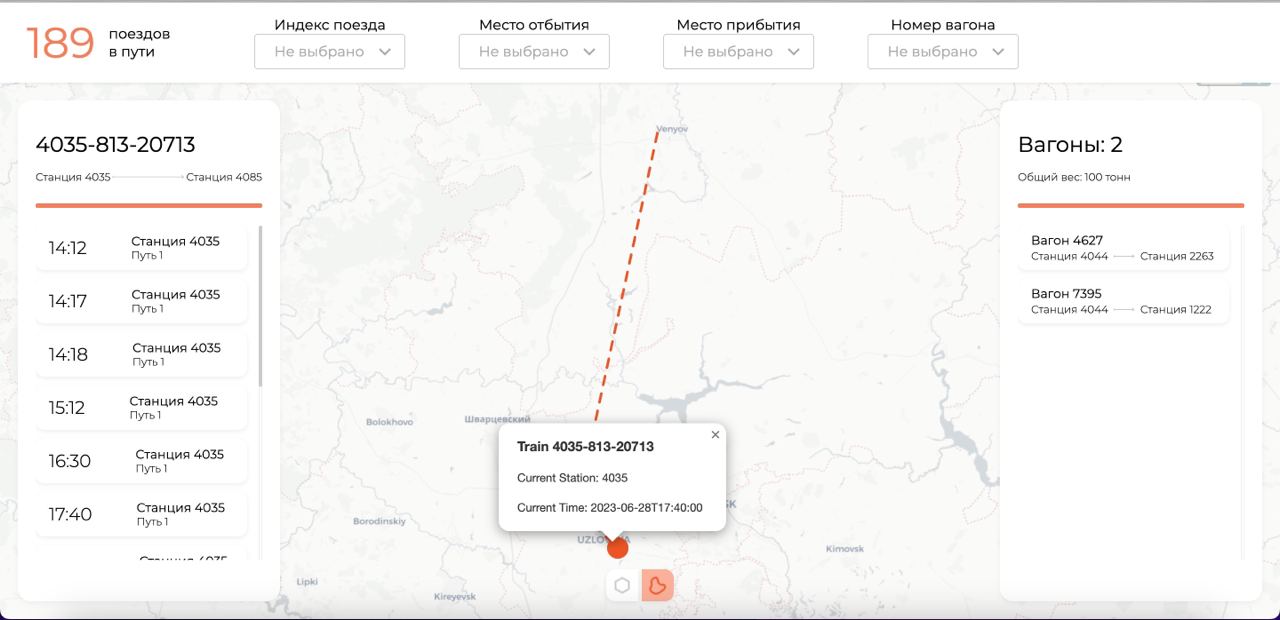 189 поездов
в пути
Индекс поезда
Не выбрано
Место отбытия
Не выбрано
Место прибытия
Не выбрано
Номер вагона
Не выбрано
4035-813-20713
Станция 4035 Станция 4085
14:12 Станция 4035
Путь 1
14:17 Станция 4035
Путь 1
14:18 Станция 4035
Путь 1
15:12 Станция 4035
Путь 1
16:30 Станция 4035
Путь 1
17:40 Станция 4035
Путь 1
Станция 4035
Venyov
Bolokhovo
Шварцевский
Train 4035-813-20713
×
Current Station: 4035
Current Time: 2023-06-28T17:40:00
Borodinskiy
Kimovsk
Lipki
Kireyevsk
Вагоны: 2
Общий вес: 100 тонн
Вагон 4627
Станция 4044 Станция 2263
Вагон 7395
Станция 4044 Станция 1222